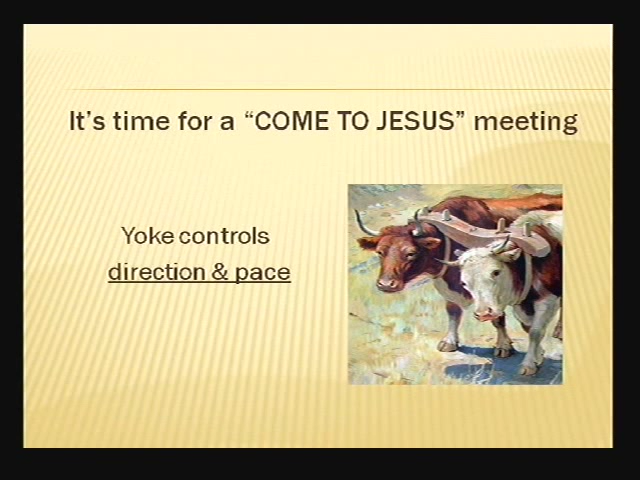 It's time for a “COME TO JESUS” meeting
Yoke controls
direction & pace